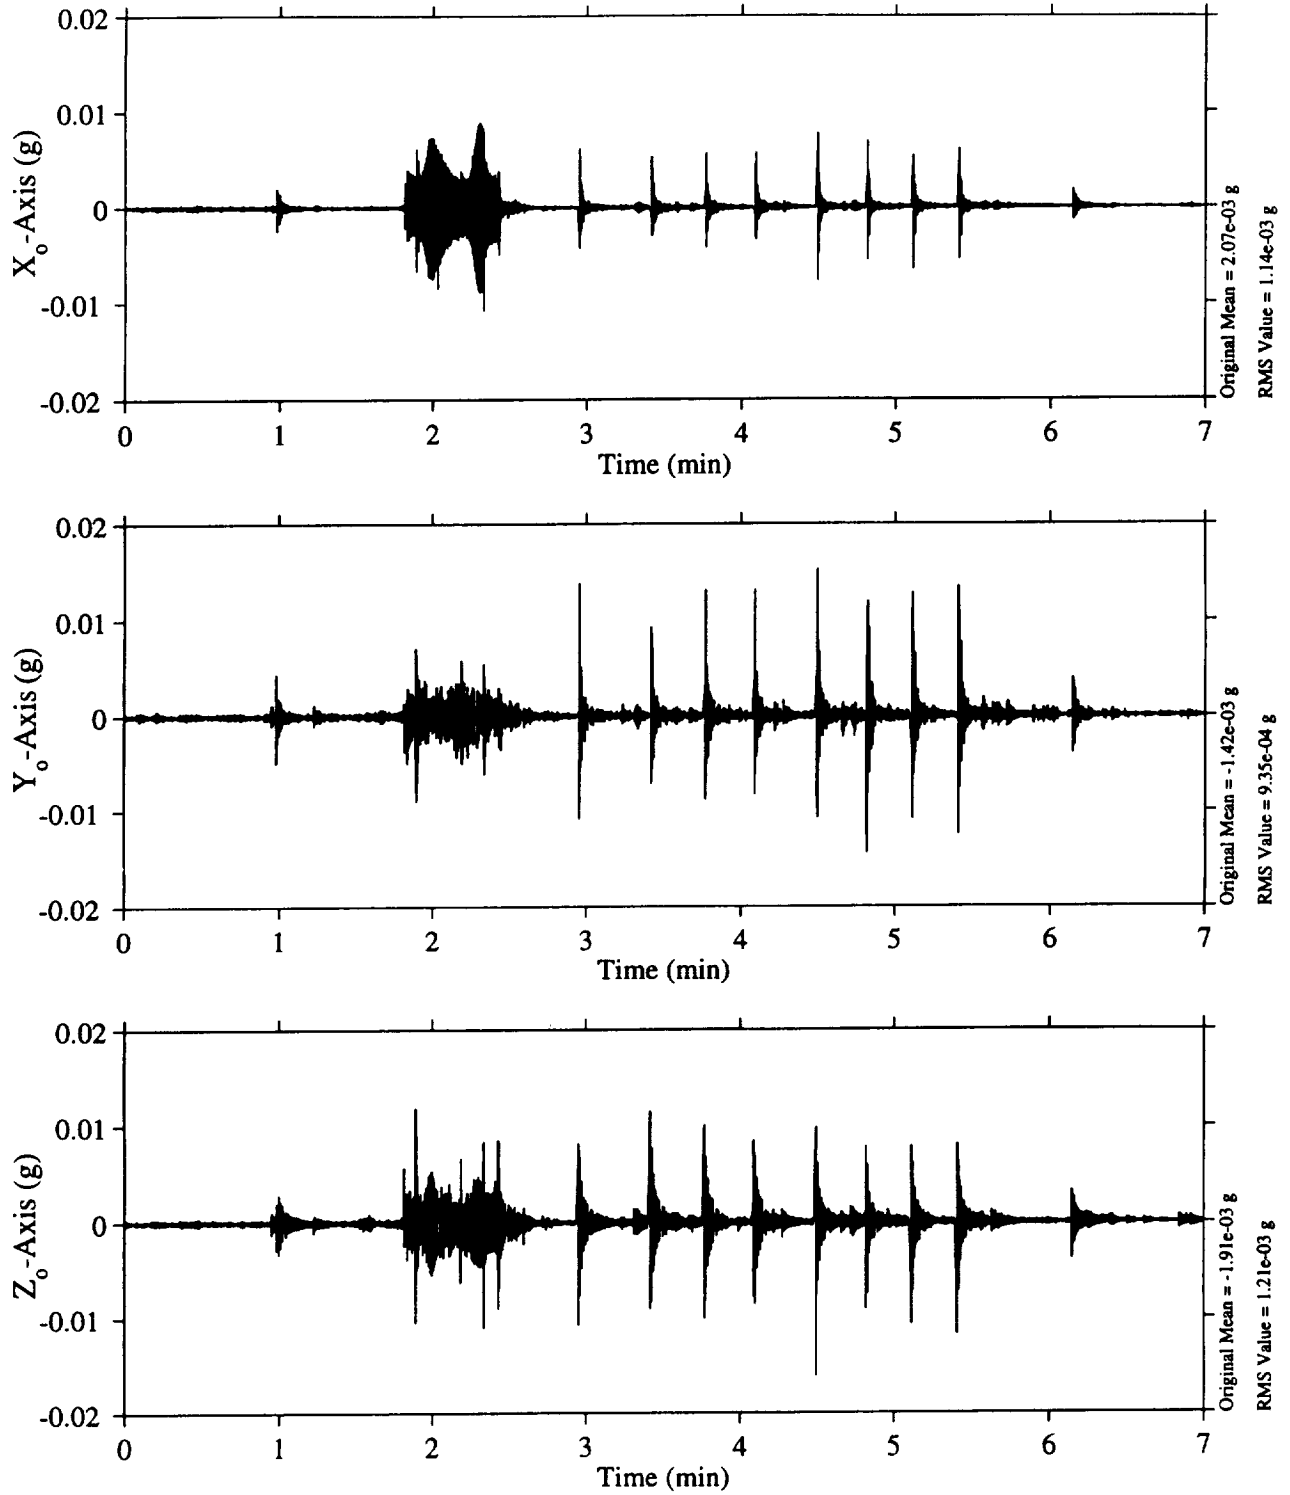 0.02
0.01
0
-0.01
-0.02
X₀-Axis (g)
0 1 2 3 4 5 6 7
Time (min)
Original Mean = 2.07e-03 g
RMS Value = 1.14e-03 g
0.02
0.01
0
-0.01
-0.02
Y₀-Axis (g)
0 1 2 3 4 5 6 7
Time (min)
Original Mean = -1.42e-03 g
RMS Value = 9.35e-04 g
0.02
0.01
0
-0.01
-0.02
Z₀-Axis (g)
0 1 2 3 4 5 6 7
Time (min)
Original Mean = -1.91e-03 g
RMS Value = 1.21e-03 g